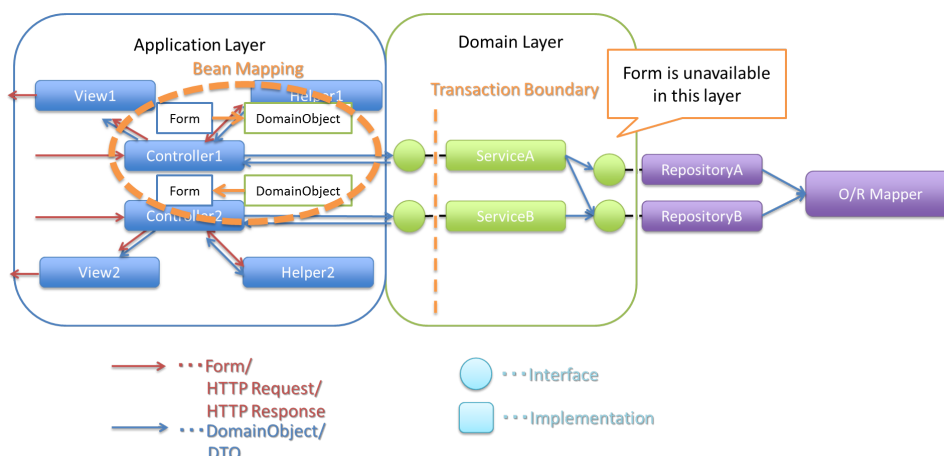 Application Layer
Domain Layer
Bean Mapping
Form is unavailable
in this layer
View1
Helper1
Transaction Boundary
Form
DomainObject
Controller1
ServiceA
RepositoryA
Form
DomainObject
O/R Mapper
Controller2
ServiceB
RepositoryB
View2
Helper2
・・・Form/
HTTP Request/
HTTP Response
・・・DomainObject/
DTO
・・・Interface
・・・Implementation